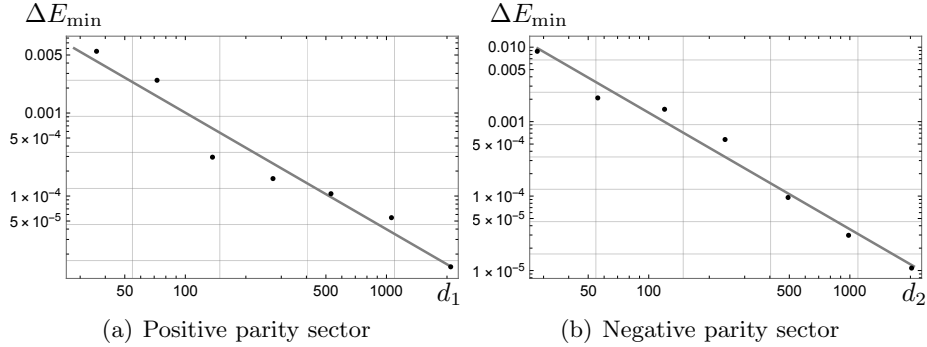 ΔE_min
0.005
0.001
5 × 10⁻⁴
1 × 10⁻⁴
5 × 10⁻⁵
50 100 500 1000 d₁
(a) Positive parity sector
ΔE_min
0.010
0.005
0.001
5 × 10⁻⁴
1 × 10⁻⁴
5 × 10⁻⁵
1 × 10⁻⁵
50 100 500 1000 d₂
(b) Negative parity sector